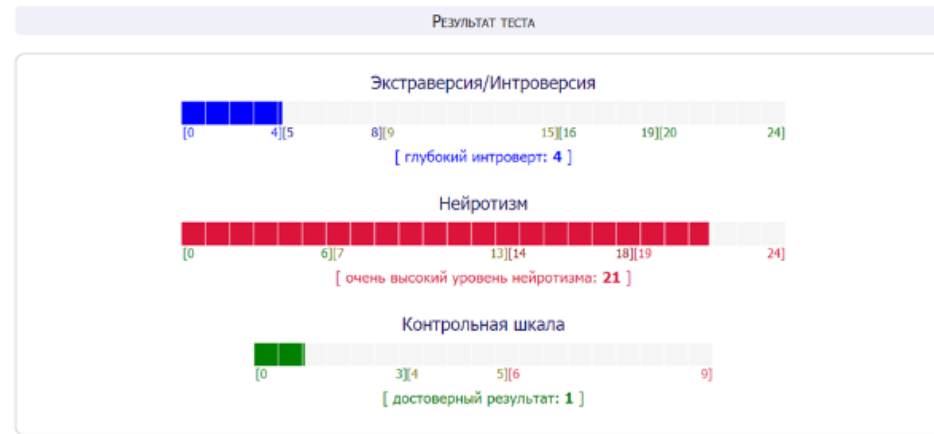 Результат теста
Экстраверсия/Интроверсия
[0 4][5 8][9 15][16 19][20 24]
[ глубокий интроверт: 4 ]
Нейротизм
[0 6][7 13][14 18][19 24]
[ очень высокий уровень нейротизма: 21 ]
Контрольная шкала
[0 3][4 5][6 9]
[ достоверный результат: 1 ]